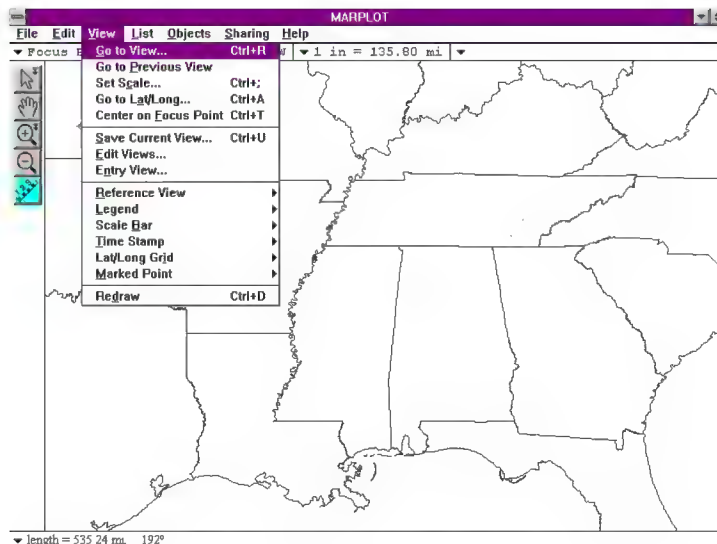 MARPLOT
File Edit View List Objects Sharing Help
Focus
1 in = 135.80 mi
Go to View... Ctrl+R
Go to Previous View
Set Scale... Ctrl+;
Go to Lat/Long... Ctrl+A
Center on Focus Point Ctrl+T
Save Current View... Ctrl+U
Edit Views...
Entry View...
Reference View
Legend
Scale Bar
Time Stamp
Lat/Long Grid
Marked Point
Redraw Ctrl+D
length = 535.24 mi 192°